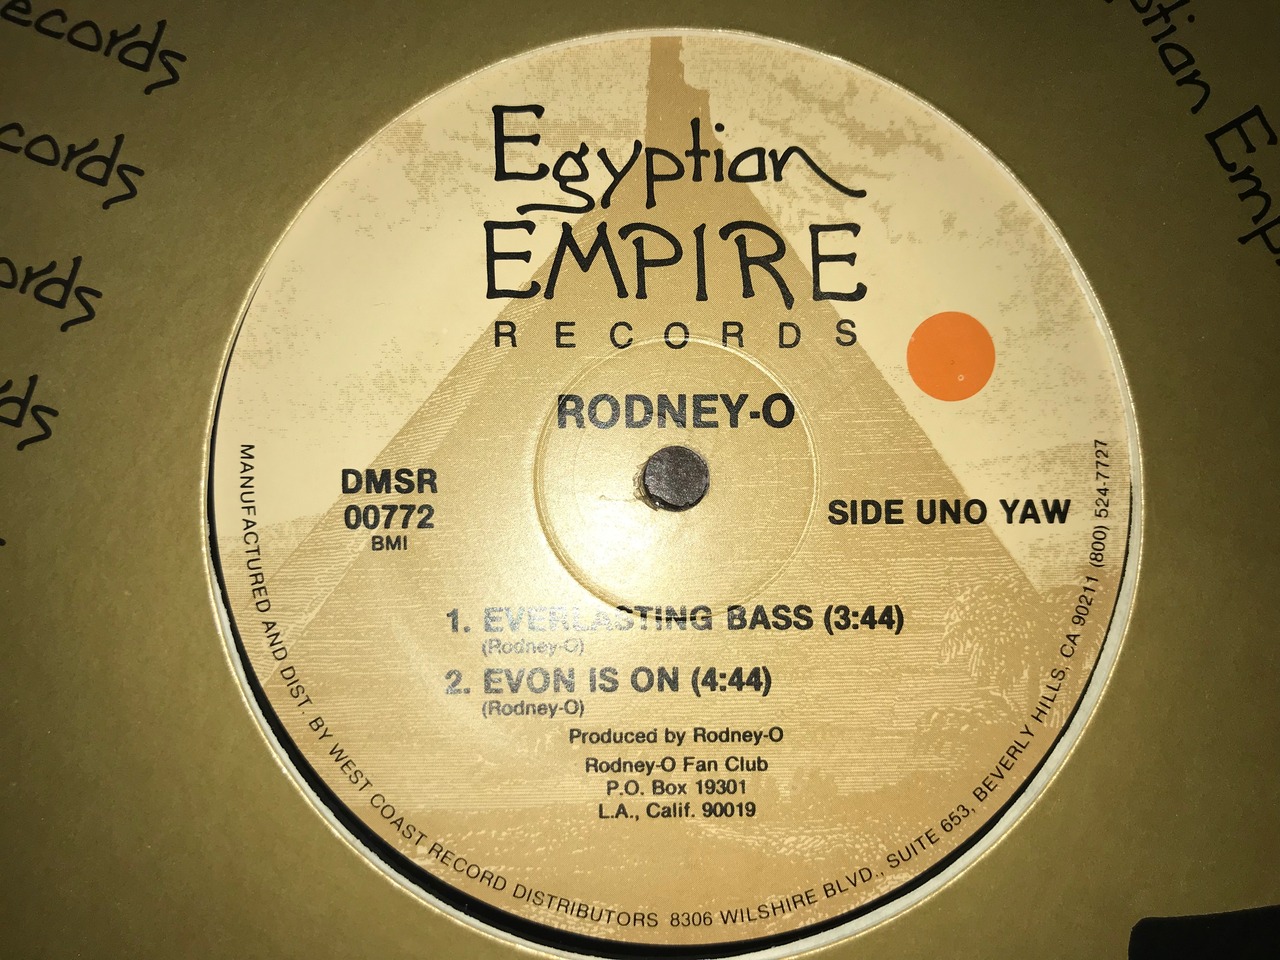 ecords
cords
ords
ds
ptian Emp
Egyptian
EMPIRE
RECORDS
RODNEY-O
DMSR
00772
BMI
SIDE UNO YAW
1. EVERLASTING BASS (3:44)
(Rodney-O)
2. EVON IS ON (4:44)
(Rodney-O)
Produced by Rodney-O
Rodney-O Fan Club
P.O. Box 19301
L.A., Calif. 90019
MANUFACTURED AND DIST. BY WEST COAST RECORD DISTRIBUTORS 8306 WILSHIRE BLVD., SUITE 653, BEVERLY HILLS, CA 90211 (800) 524-7727